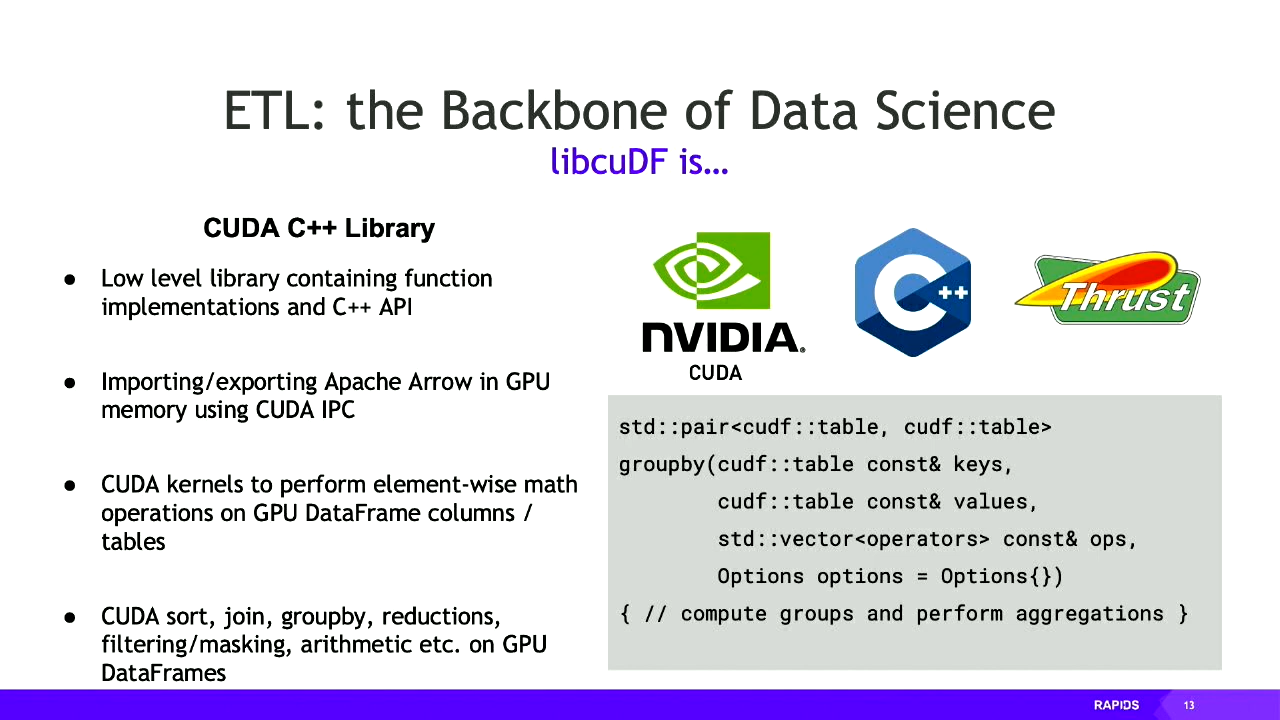 ETL: the Backbone of Data Science
libcuDF is…
CUDA C++ Library
● Low level library containing function
implementations and C++ API
● Importing/exporting Apache Arrow in GPU
memory using CUDA IPC
● CUDA kernels to perform element-wise math
operations on GPU DataFrame columns /
tables
● CUDA sort, join, groupby, reductions,
filtering/masking, arithmetic etc. on GPU
DataFrames
NVIDIA®
CUDA
C++
Thrust
std::pair<cudf::table, cudf::table>
groupby(cudf::table const& keys,
cudf::table const& values,
std::vector<operators> const& ops,
Options options = Options{})
{ // compute groups and perform aggregations }
RAPIDS 13